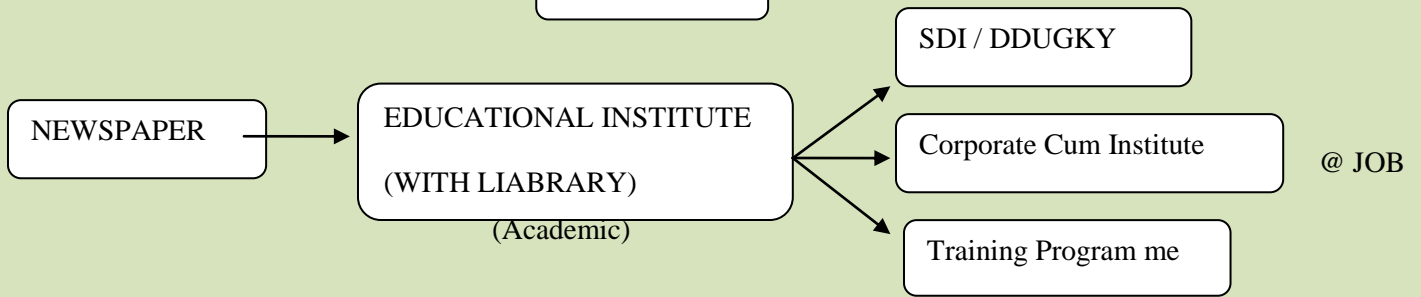 SDI / DDUGKY
NEWSPAPER
EDUCATIONAL INSTITUTE
(WITH LIABRARY)
(Academic)
Corporate Cum Institute
@ JOB
Training Program me